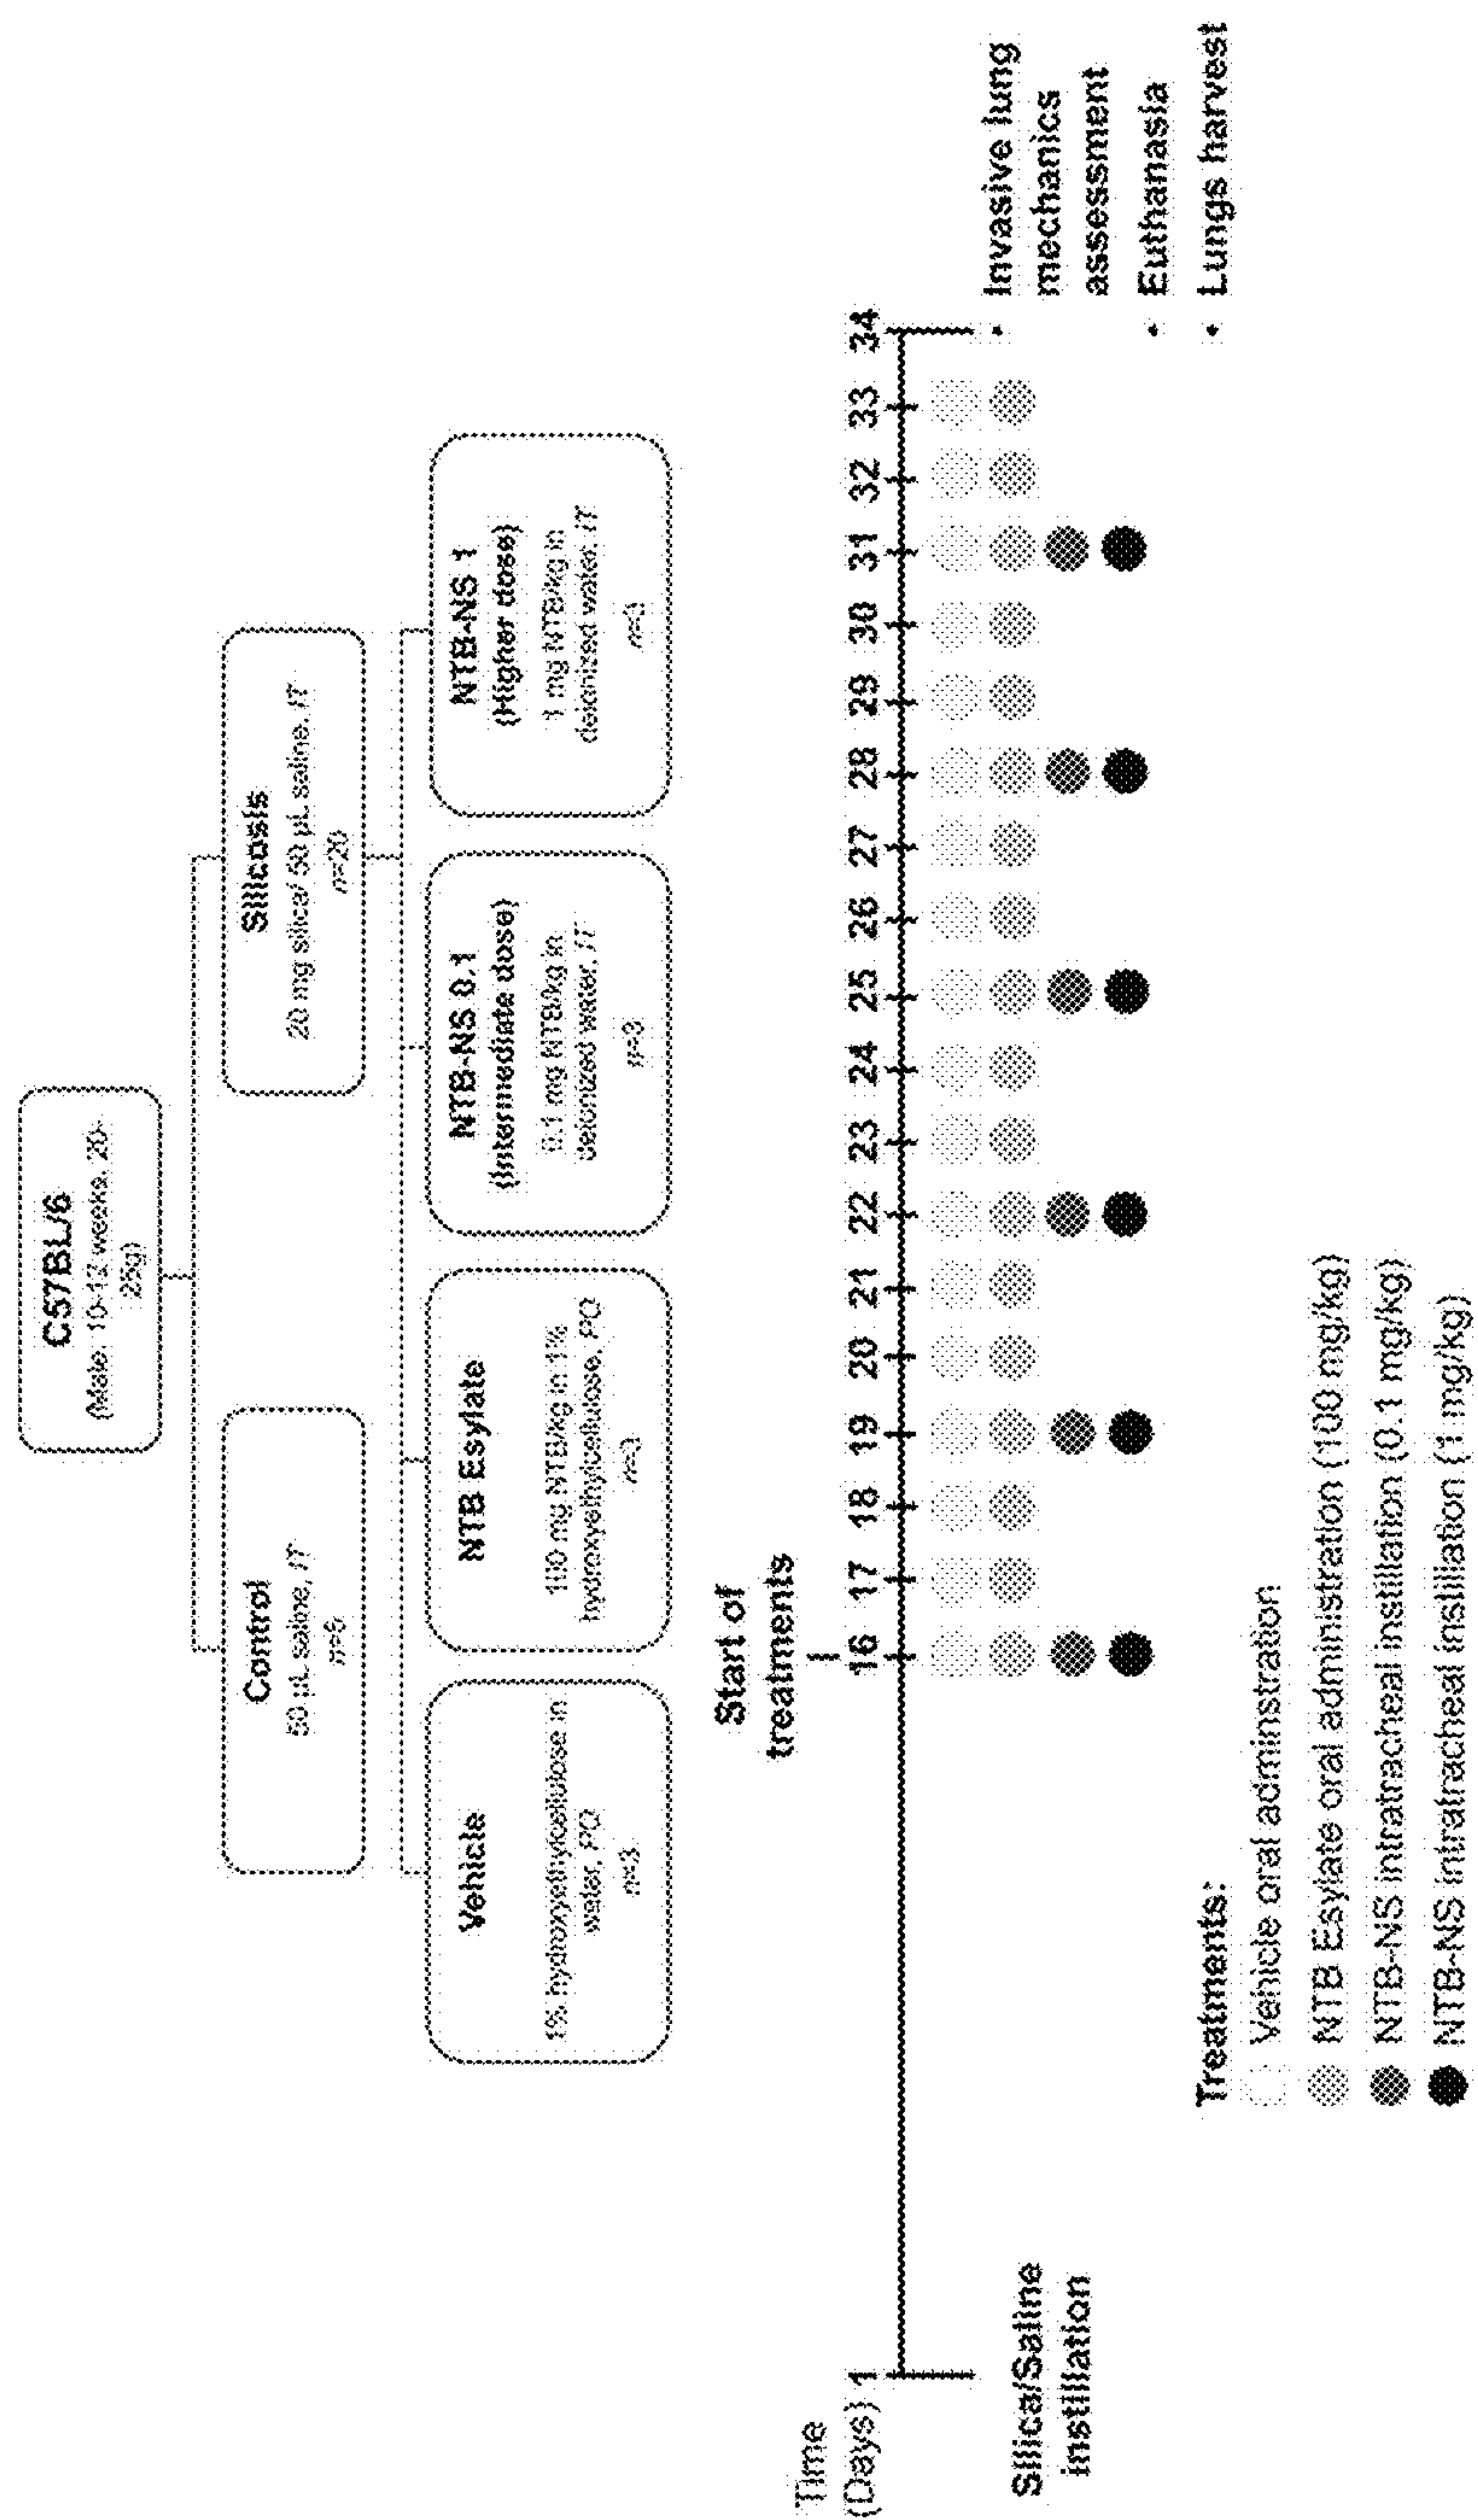 C57BL/6
(Male, 10-12 weeks, 20-
25g)
Control
50 µL saline, IT
Silicosis
20 mg silica/ 50 µL saline, IT
n=20
Vehicle
1% hydroxyethylcellulose in
water, PO
n=3
NTB Esylate
100 mg NTB/kg in 1%
hydroxyethylcellulose, PO
n=3
NTB-NS 0.1
(Intermediate dose)
0.1 mg NTB/kg in
deionized water, IT
n=3
NTB-NS 1
(Higher dose)
1 mg NTB/kg in
deionized water, IT
n=3
Start of
treatments
Time
(Days) 1 16 17 18 19 20 21 22 23 24 25 26 27 28 29 30 31 32 33 34
Silica/Saline
instillation
• Invasive lung
mechanics
assessment
• Euthanasia
• Lungs harvest
Treatments:
Vehicle oral adminstration
NTB Esylate oral administration (100 mg/kg)
NTB-NS intratracheal instillation (0.1 mg/kg)
NTB-NS intratracheal instillation (1 mg/kg)